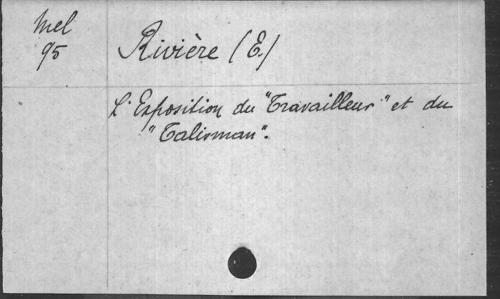 Mel
95
Rivière (E.)
L'Exposition du "Travailleur" et du
"Talisman".